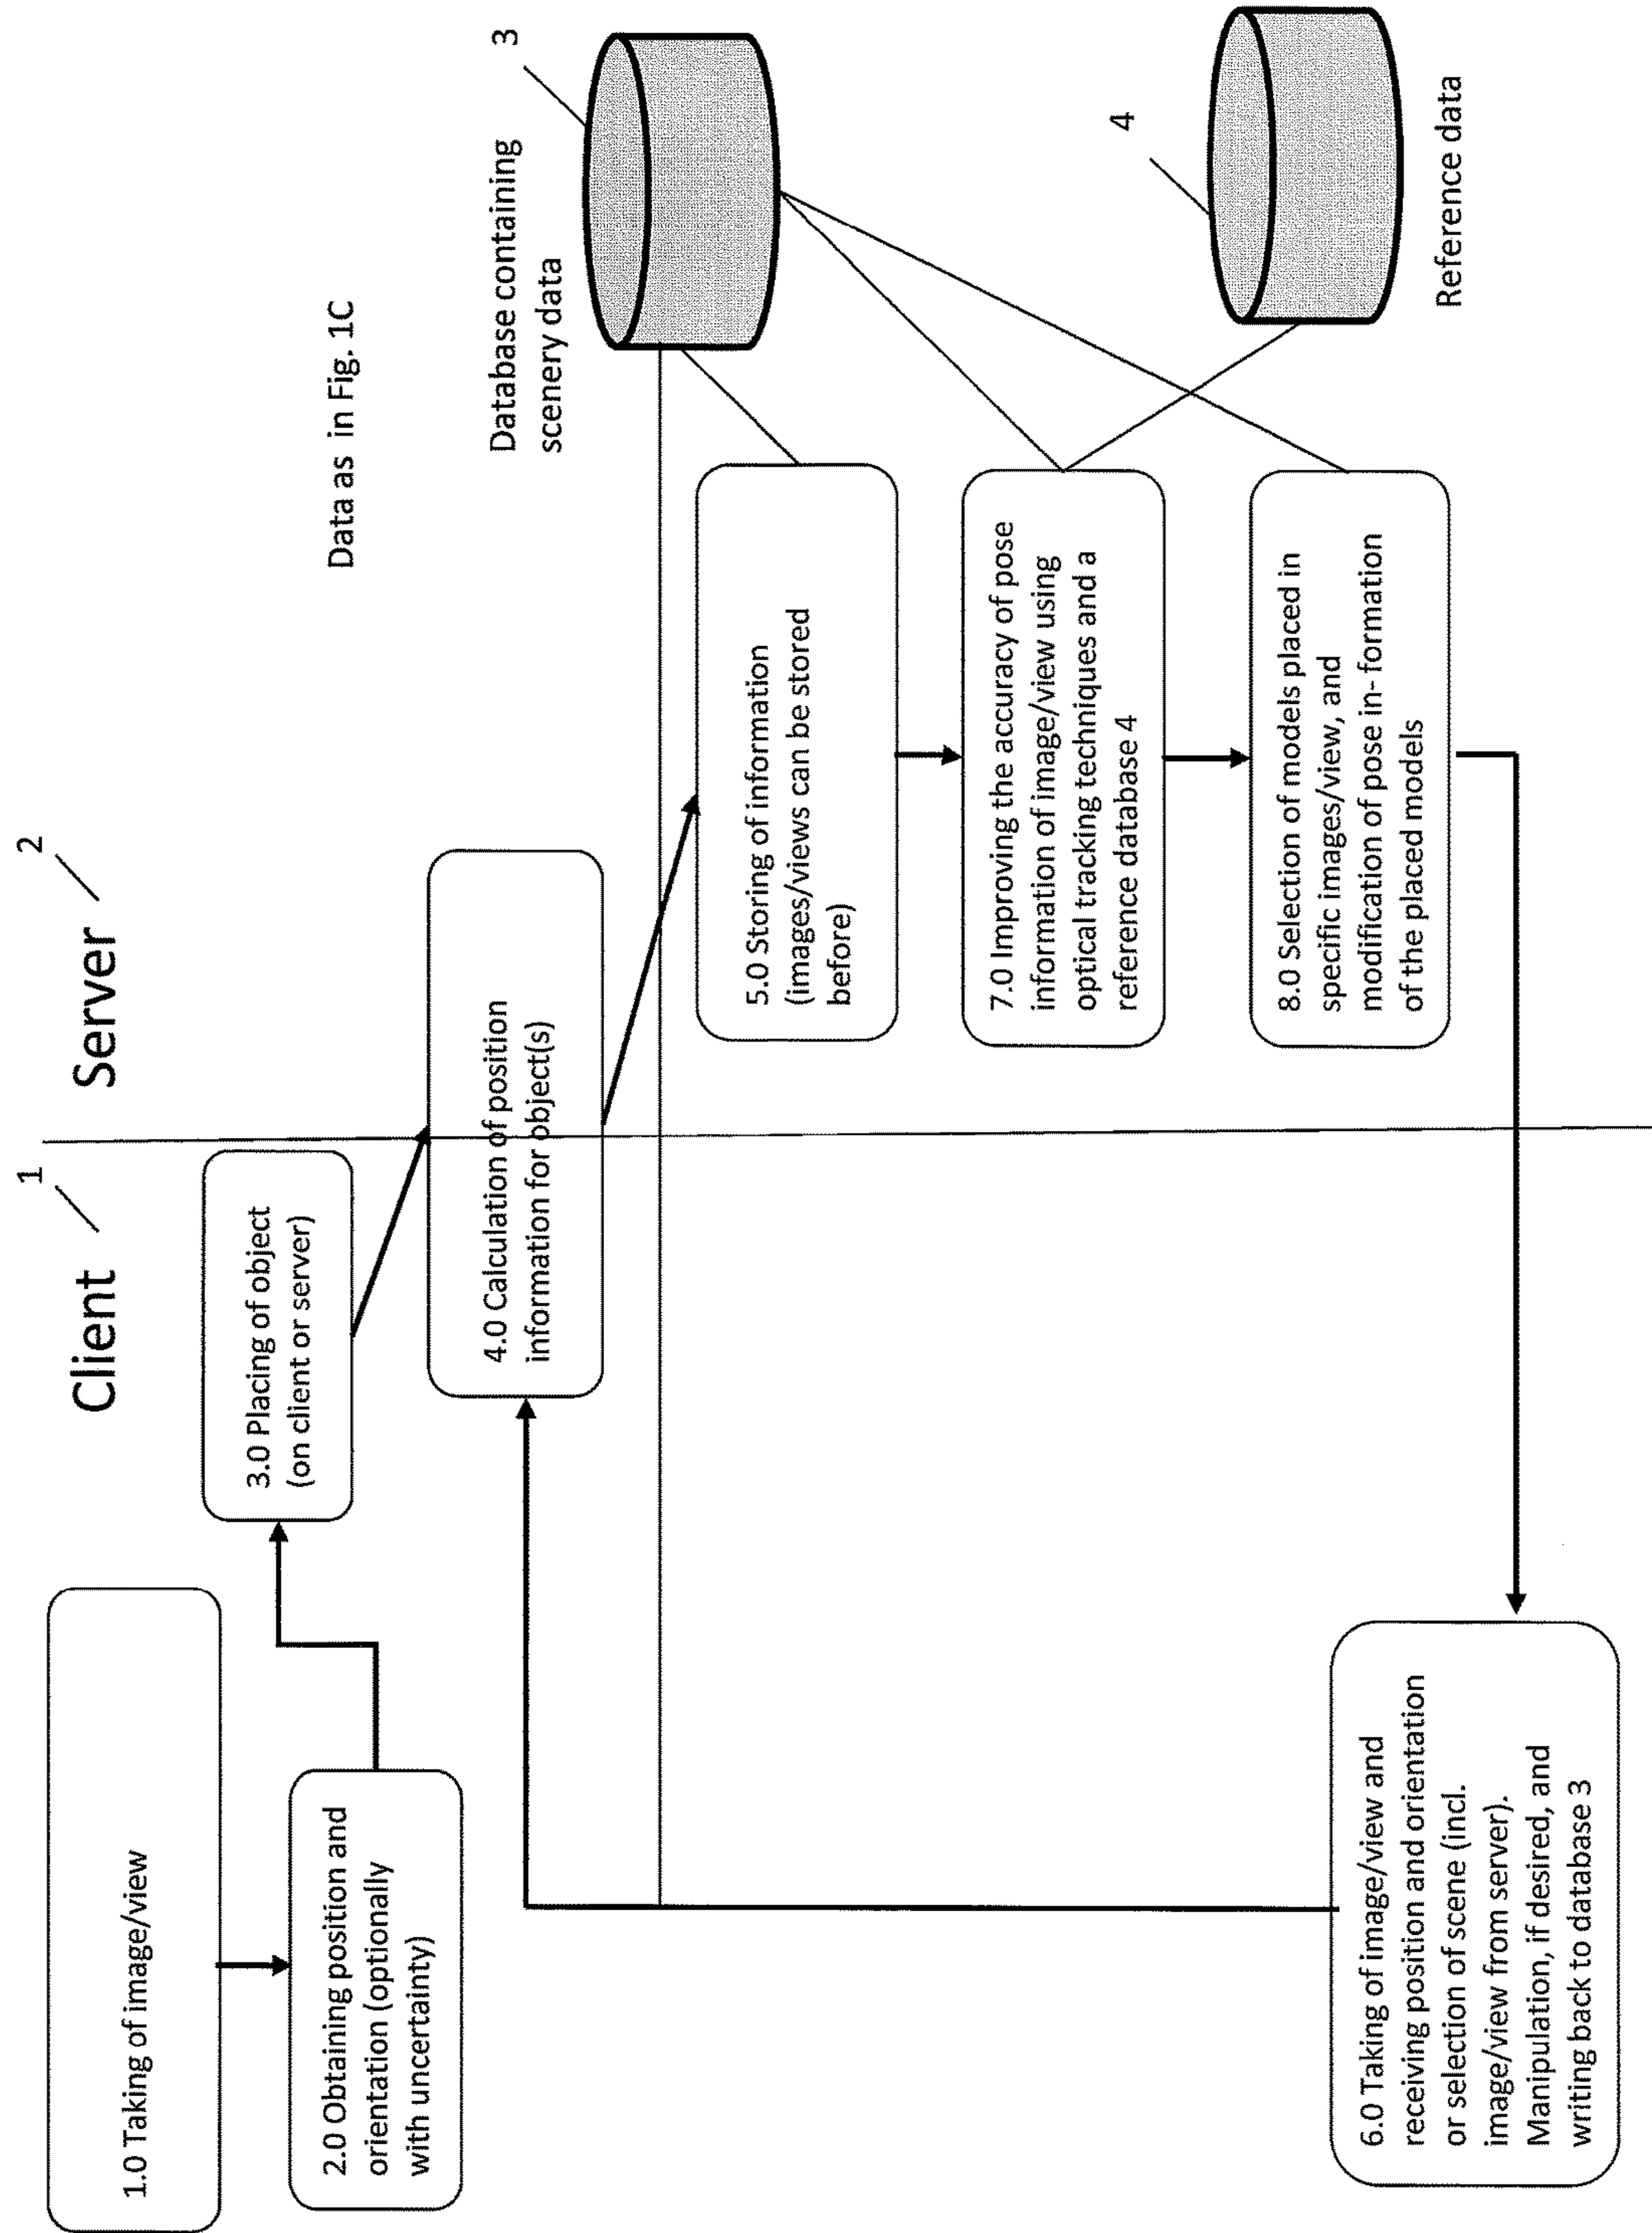 Client
1
Server
2
1.0 Taking of image/view
2.0 Obtaining position and
orientation (optionally
with uncertainty)
3.0 Placing of object
(on client or server)
4.0 Calculation of position
information for object(s)
Data as in Fig. 1C
Database containing
scenery data
3
5.0 Storing of information
(images/views can be stored
before)
7.0 Improving the accuracy of pose
information of image/view using
optical tracking techniques and a
reference database 4
4
Reference data
8.0 Selection of models placed in
specific images/view, and
modification of pose in- formation
of the placed models
6.0 Taking of image/view and
receiving position and orientation
or selection of scene (incl.
image/view from server).
Manipulation, if desired, and
writing back to database 3